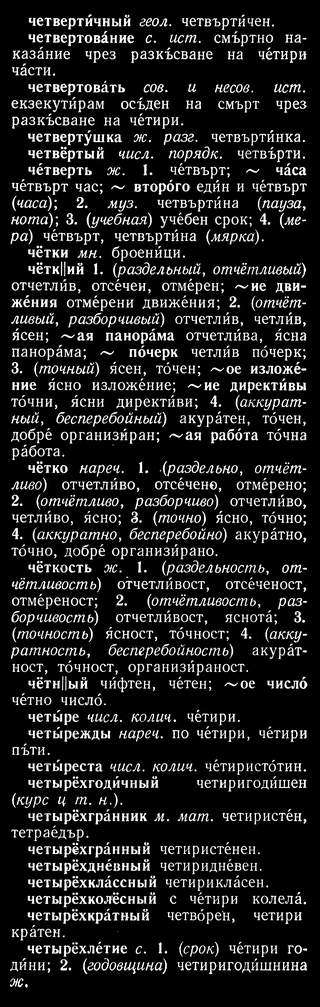 четверти́чный геол. четвърти́чен.
четвертова́ние с. ист. смъ́ртно на-
каза́ние чрез разкъ́сване на че́тири
ча́сти.
четвертова́ть сов. и несов. ист.
екзекути́рам осъ́ден на смърт чрез
разкъ́сване на че́тири.
четверту́шка ж. разг. четвърти́нка.
четвёртый числ. порядк. четвъ́рти.
че́тверть ж. 1. че́твърт; ~ ча́са
че́твърт час; ~ второ́го еди́н и че́твърт
(часа); 2. муз. четвърти́на (пауза,
нота); 3. (учебная) уче́бен срок; 4. (ме-
ра) че́твърт, четвърти́на (мярка).
чётки мн. броени́ци.
чётк||ий 1. (раздельный, отчётливый)
отчетли́в, отсе́чен, отме́рен; ~ие дви-
же́ния отме́рени движе́ния; 2. (отчёт-
ливый, разборчивый) отчетли́в, четли́в,
я́сен; ~ая панора́ма отчетли́ва, я́сна
панора́ма; ~ по́черк четли́в по́черк;
3. (точный) я́сен, то́чен; ~ое изложе́-
ние я́сно изложе́ние; ~ие директи́вы
то́чни, я́сни директи́ви; 4. (аккурат-
ный, бесперебойный) акура́тен, то́чен,
добре́ организи́ран; ~ая рабо́та то́чна
ра́бота.
чётко нареч. 1. (раздельно, отчёт-
ливо) отчетли́во, отсе́чено, отме́рено;
2. (отчётливо, разборчиво) отчетли́во,
четли́во, я́сно; 3. (точно) я́сно, то́чно;
4. (аккуратно, бесперебойно) акура́тно,
то́чно, добре́ организи́рано.
чёткость ж. 1. (раздельность, от-
чётливость) отчетли́вост, отсе́ченост,
отме́реност; 2. (отчётливость, раз-
борчивость) отчетли́вост, яснота́; 3.
(точность) я́сност, то́чност; 4. (акку-
ратность, бесперебойность) акура́т-
ност, то́чност, организи́раност.
чётн||ый чи́фтен, че́тен; ~ое число́
че́тно число́.
четы́ре числ. колич. че́тири.
четы́режды нареч. по че́тири, че́тири
пъ́ти.
четы́реста числ. колич. че́тиристо́тин.
четырёхгоди́чный четиригоди́шен
(курс и т. н.).
четырёхгра́нник м. мат. четиристе́н,
тетрае́дър.
четырёхгра́нный четиристе́нен.
четырёхдне́вный четиридне́вен.
четырёхкла́ссный четирикла́сен.
четырёхколёсный с че́тири колела́.
четырёхкра́тный четво́рен, че́тири
кра́тен.
четырёхле́тие с. 1. (срок) че́тири го-
ди́ни; 2. (годовщина) четиригоди́шнина
ж.